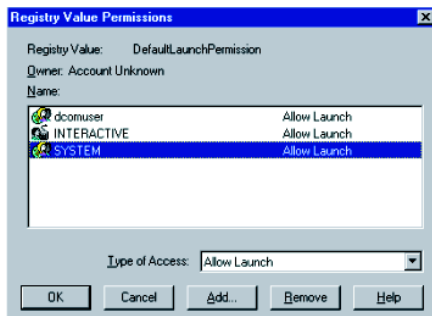 Registry Value Permissions
Registry Value: DefaultLaunchPermission
Owner: Account Unknown
Name:
dcomuser Allow Launch
INTERACTIVE Allow Launch
SYSTEM Allow Launch
Type of Access: Allow Launch
OK Cancel Add... Remove Help